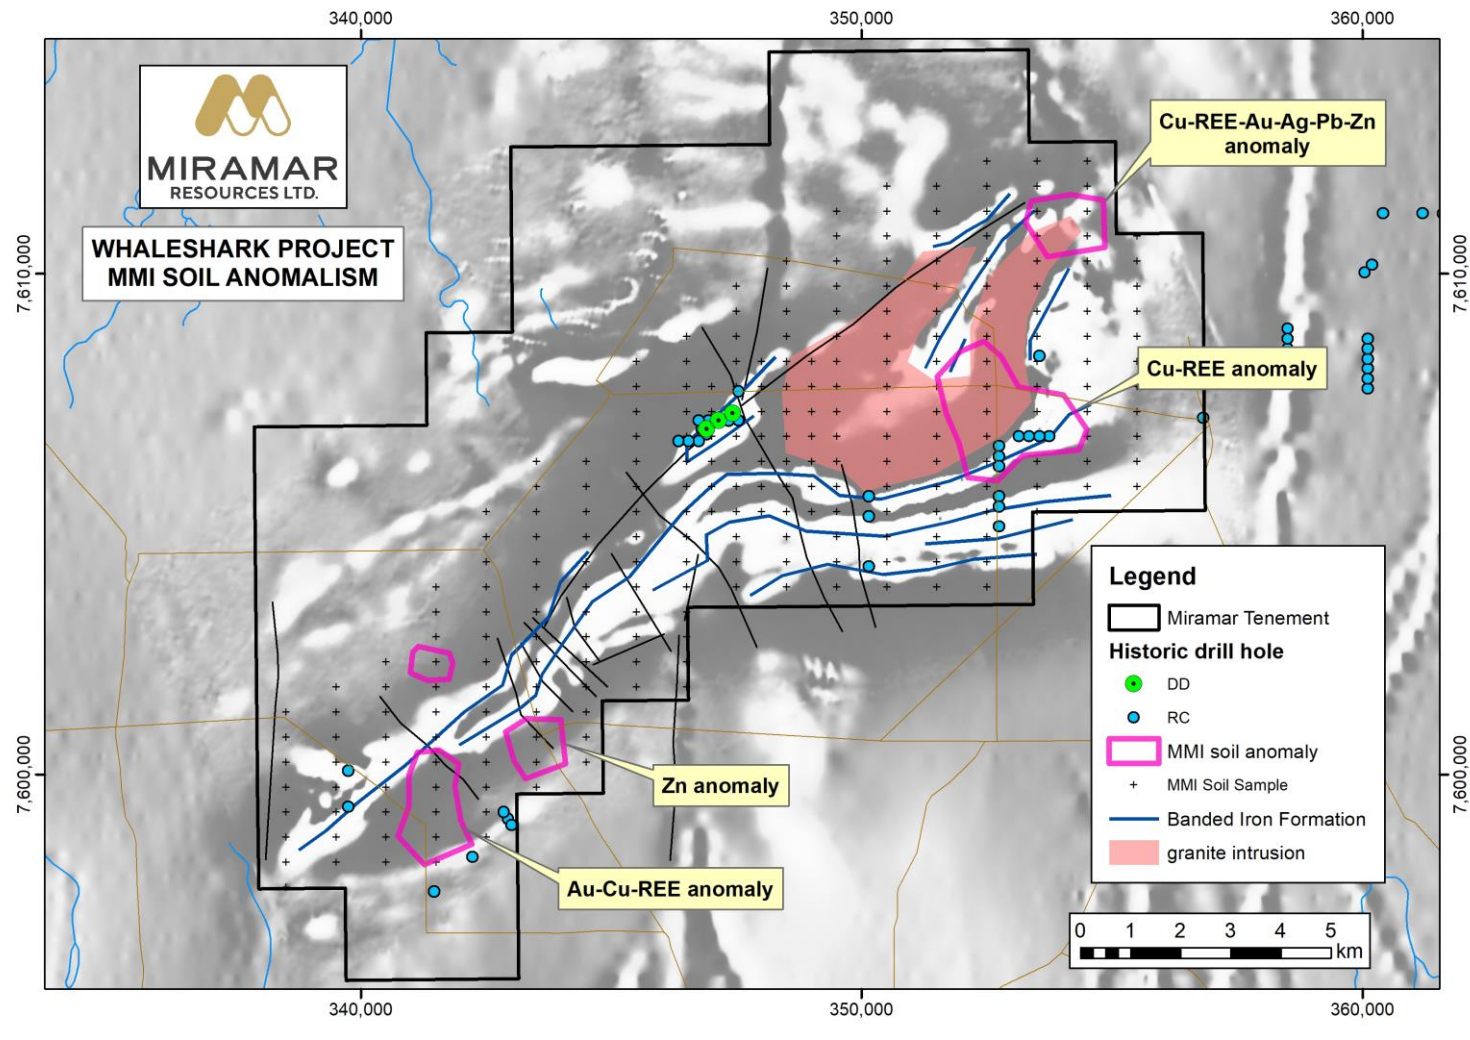 340,000
350,000
360,000
MIRAMAR
RESOURCES LTD.
WHALESHARK PROJECT
MMI SOIL ANOMALISM
Cu-REE-Au-Ag-Pb-Zn
anomaly
7,610,000
7,610,000
Cu-REE anomaly
Legend
Miramar Tenement
Historic drill hole
DD
RC
MMI soil anomaly
MMI Soil Sample
Banded Iron Formation
granite intrusion
Zn anomaly
7,600,000
7,600,000
Au-Cu-REE anomaly
0 1 2 3 4 5
km
340,000
350,000
360,000